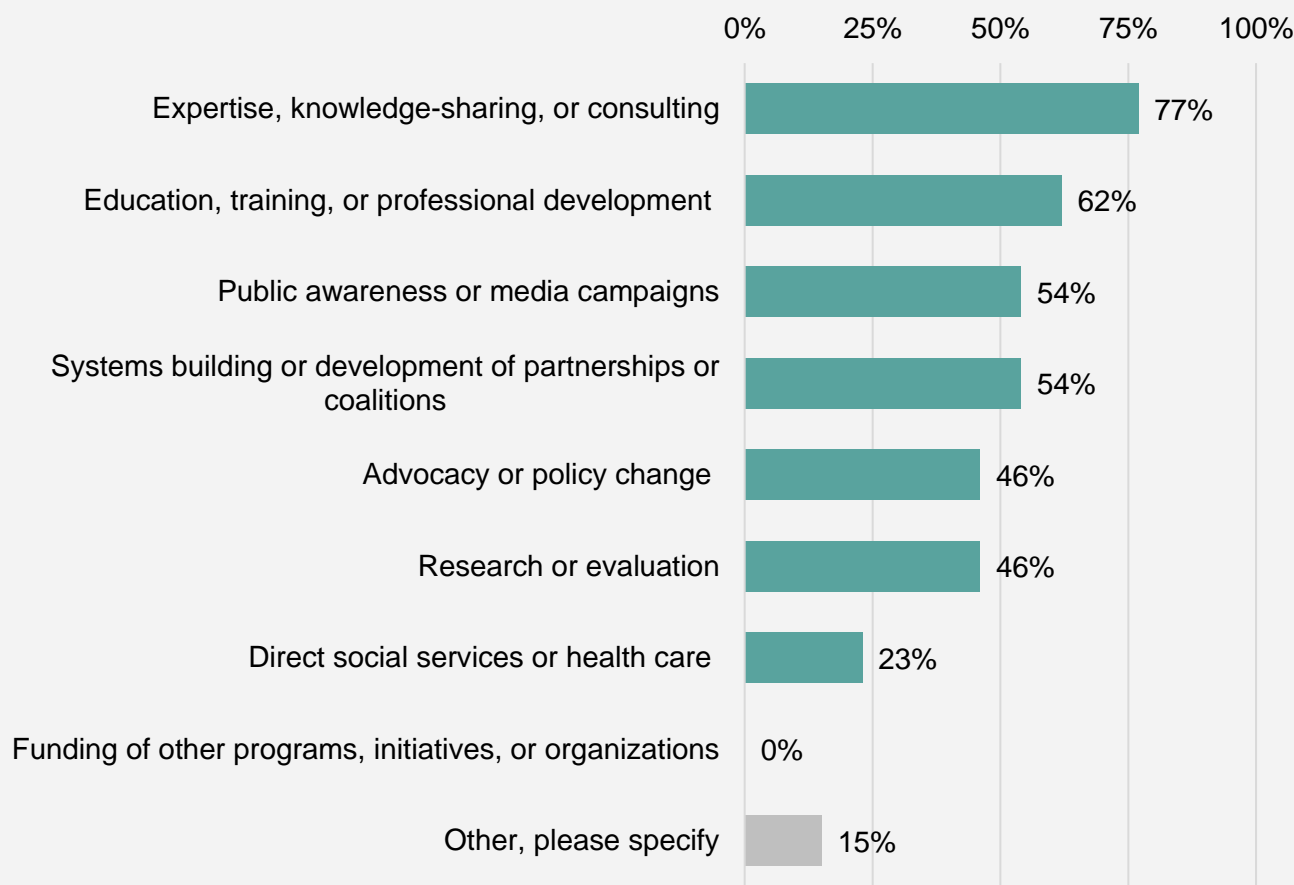 0% 25% 50% 75% 100%
Expertise, knowledge-sharing, or consulting 77%
Education, training, or professional development 62%
Public awareness or media campaigns 54%
Systems building or development of partnerships or
coalitions 54%
Advocacy or policy change 46%
Research or evaluation 46%
Direct social services or health care 23%
Funding of other programs, initiatives, or organizations 0%
Other, please specify 15%